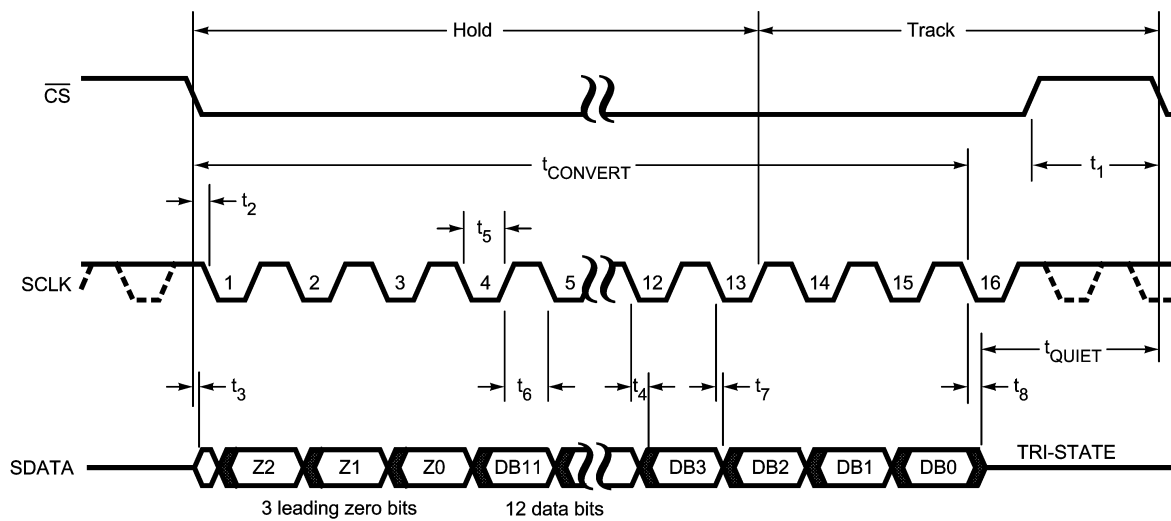 Hold Track
CS
tCONVERT t1
t2
t5
SCLK 1 2 3 4 5 12 13 14 15 16
tQUIET
t3 t6 t4 t7 t8
SDATA Z2 Z1 Z0 DB11 DB3 DB2 DB1 DB0 TRI-STATE
3 leading zero bits 12 data bits